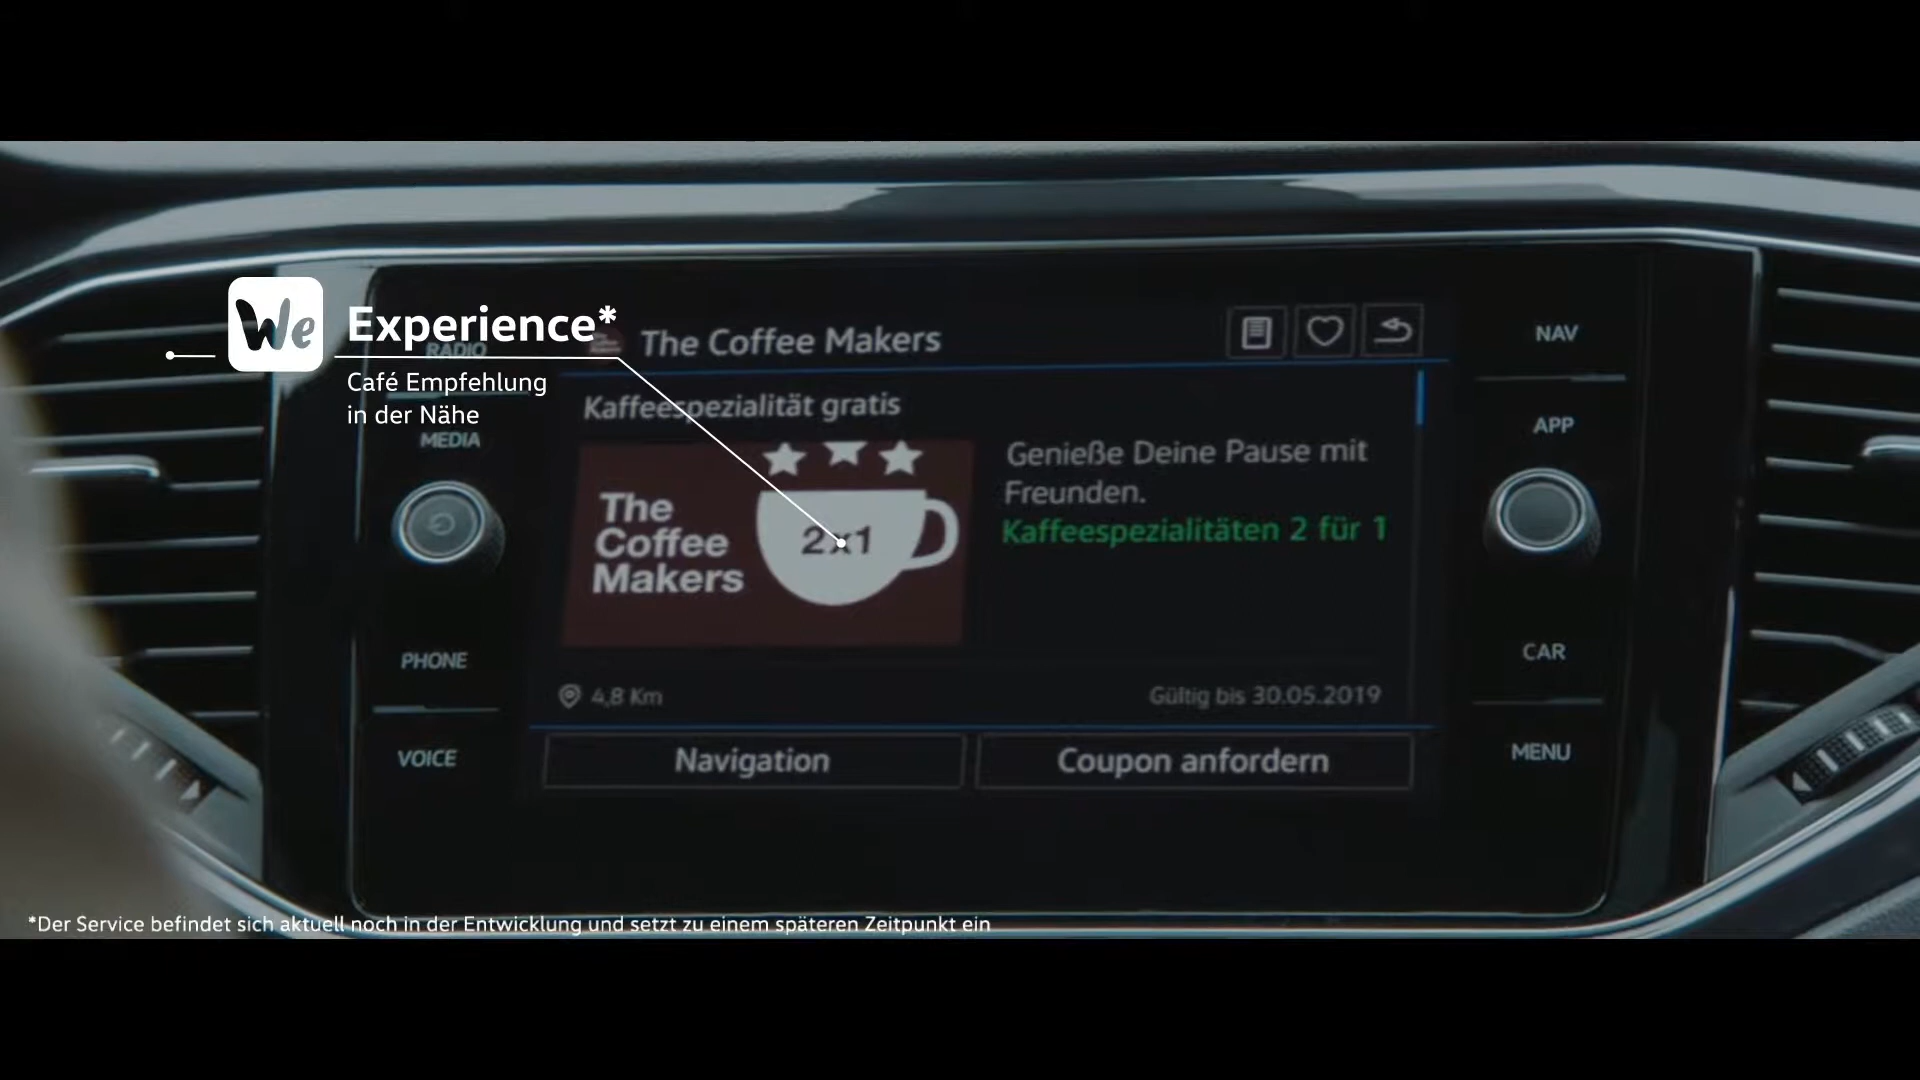 We
Experience*
Café Empfehlung
in der Nähe
RADIO
MEDIA
PHONE
VOICE
The Coffee Makers
Kaffeespezialität gratis
The
Coffee
Makers
2x1
Genieße Deine Pause mit
Freunden.
Kaffeespezialitäten 2 für 1
4,8 Km
Gültig bis 30.05.2019
Navigation
Coupon anfordern
NAV
APP
CAR
MENU
*Der Service befindet sich aktuell noch in der Entwicklung und setzt zu einem späteren Zeitpunkt ein